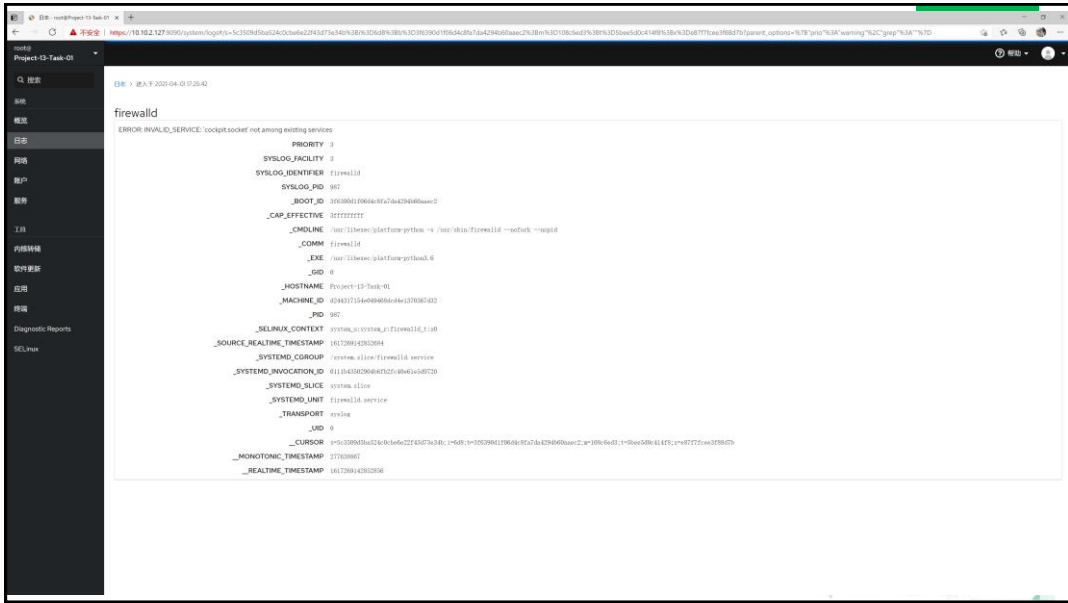 日志 - root@Project-13-Task-01
不安全 https://10.10.2.127:9090/system/logs#/
root@
Project-13-Task-01
帮助
搜索
日志 > 进入于 2021-04-01 17:25:42
系统
概览
日志
网络
账户
服务
工具
内核转储
软件更新
应用
终端
Diagnostic Reports
SELinux
firewalld
ERROR: INVALID_SERVICE: 'cockpit.socket' not among existing services
PRIORITY 3
SYSLOG_FACILITY 3
SYSLOG_IDENTIFIER firewalld
SYSLOG_PID 987
_BOOT_ID
_CAP_EFFECTIVE 3fffffffff
_CMDLINE /usr/libexec/platform-python -s /usr/sbin/firewalld --nofork --nopid
_COMM firewalld
_EXE /usr/libexec/platform-python3.6
_GID 0
_HOSTNAME Project-13-Task-01
_MACHINE_ID
_PID 987
_SELINUX_CONTEXT system_u:system_r:firewalld_t:s0
_SOURCE_REALTIME_TIMESTAMP
_SYSTEMD_CGROUP /system.slice/firewalld.service
_SYSTEMD_INVOCATION_ID
_SYSTEMD_SLICE system.slice
_SYSTEMD_UNIT firewalld.service
_TRANSPORT syslog
_UID 0
__CURSOR
__MONOTONIC_TIMESTAMP
__REALTIME_TIMESTAMP